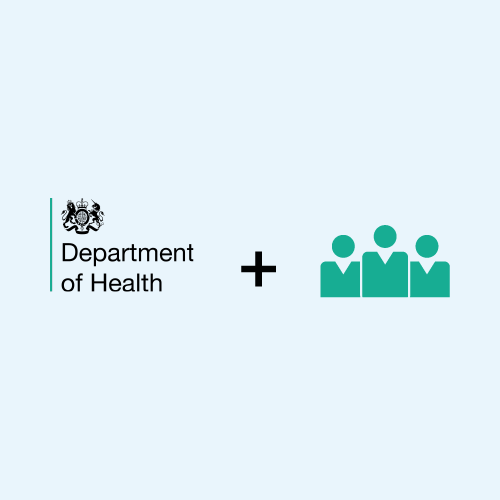 Department
of Health
+